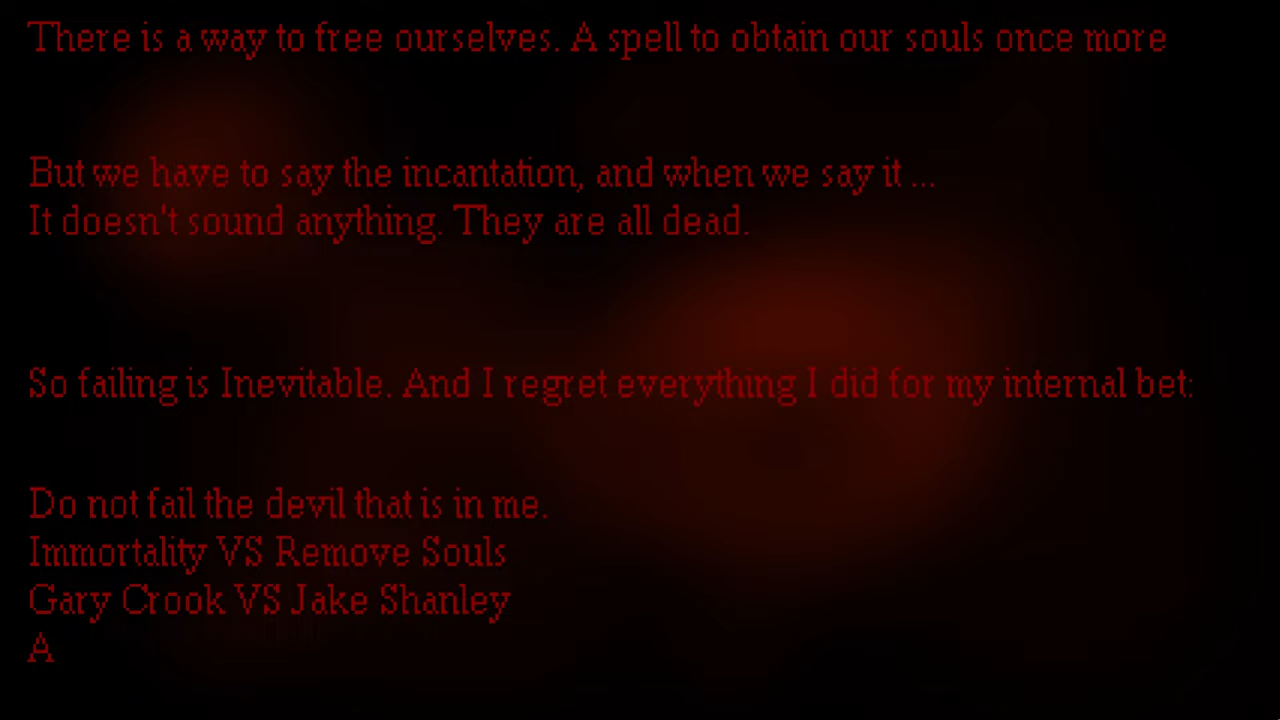 There is a way to free ourselves. A spell to obtain our souls once more
But we have to say the incantation, and when we say it ...
It doesn't sound anything. They are all dead.
So failing is Inevitable. And I regret everything I did for my internal bet:
Do not fail the devil that is in me.
Immortality VS Remove Souls
Gary Crook VS Jake Shanley
A